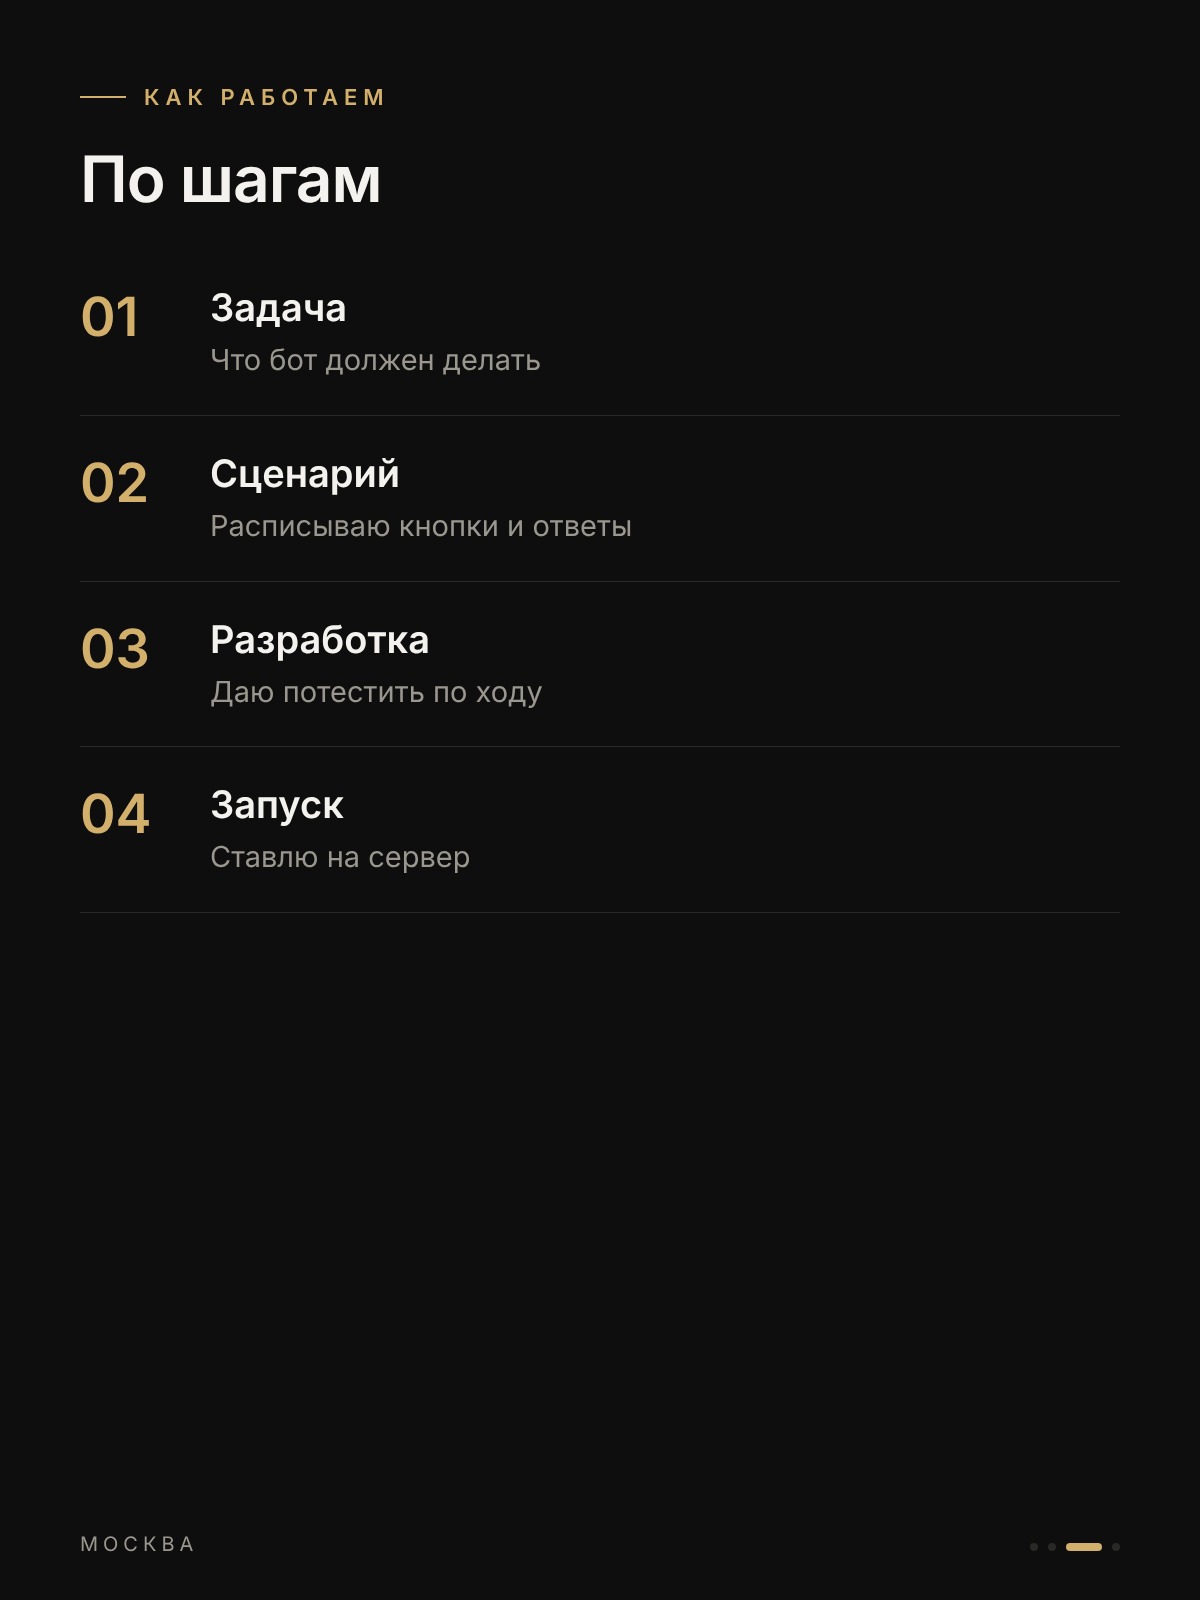 КАК РАБОТАЕМ
По шагам
01
Задача
Что бот должен делать
02
Сценарий
Расписываю кнопки и ответы
03
Разработка
Даю потестить по ходу
04
Запуск
Ставлю на сервер
МОСКВА